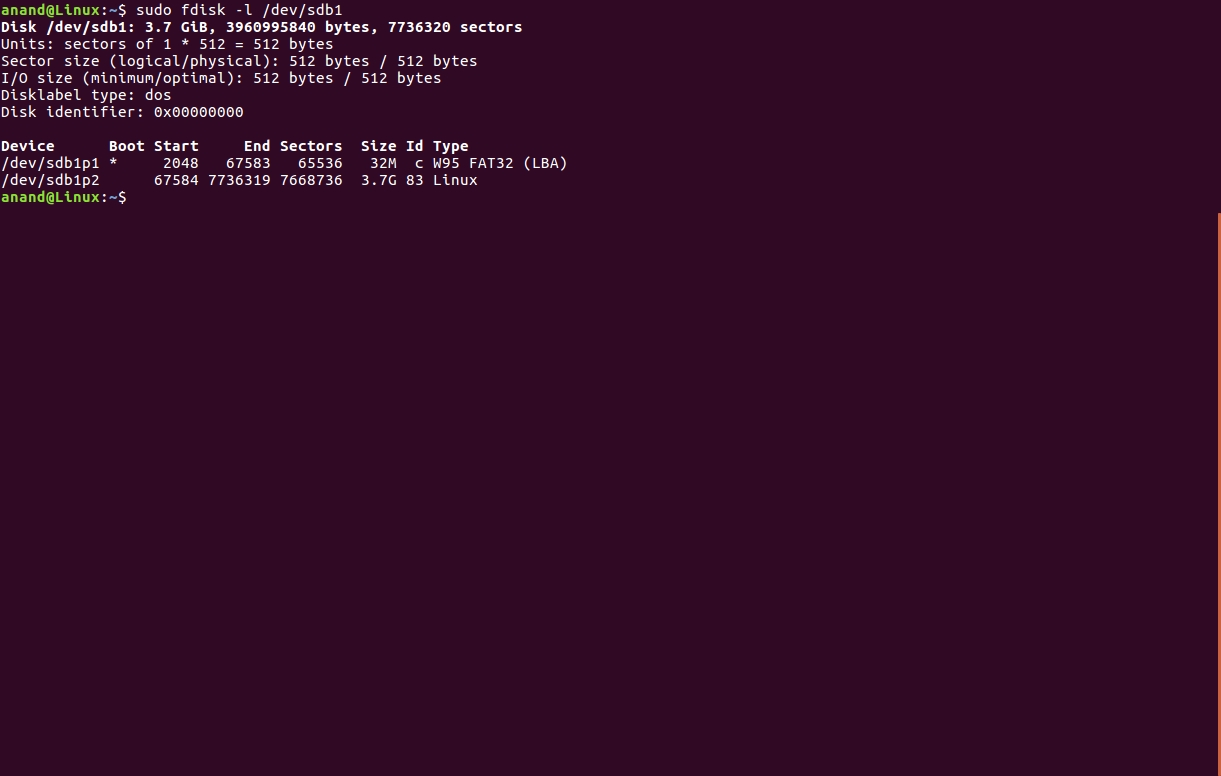 anand@Linux:~$ sudo fdisk -l /dev/sdb1
Disk /dev/sdb1: 3.7 GiB, 3960995840 bytes, 7736320 sectors
Units: sectors of 1 * 512 = 512 bytes
Sector size (logical/physical): 512 bytes / 512 bytes
I/O size (minimum/optimal): 512 bytes / 512 bytes
Disklabel type: dos
Disk identifier: 0x00000000

Device      Boot Start     End Sectors  Size Id Type
/dev/sdb1p1 *     2048   67583   65536   32M  c W95 FAT32 (LBA)
/dev/sdb1p2      67584 7736319 7668736  3.7G 83 Linux
anand@Linux:~$